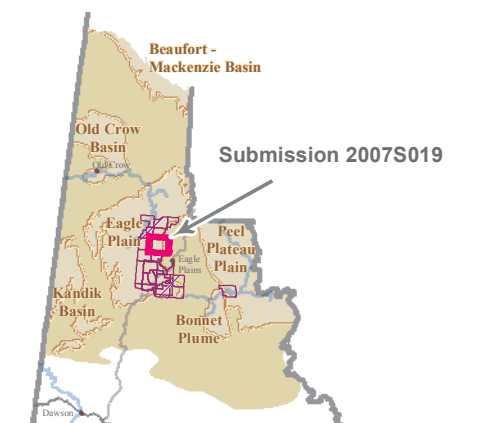 Beaufort -
Mackenzie Basin
Old Crow
Basin
Old Crow
Submission 2007S019
Eagle
Plain
Peel
Plateau
Plain
Eagle
Plains
Kandik
Basin
Bonnet
Plume
Dawson